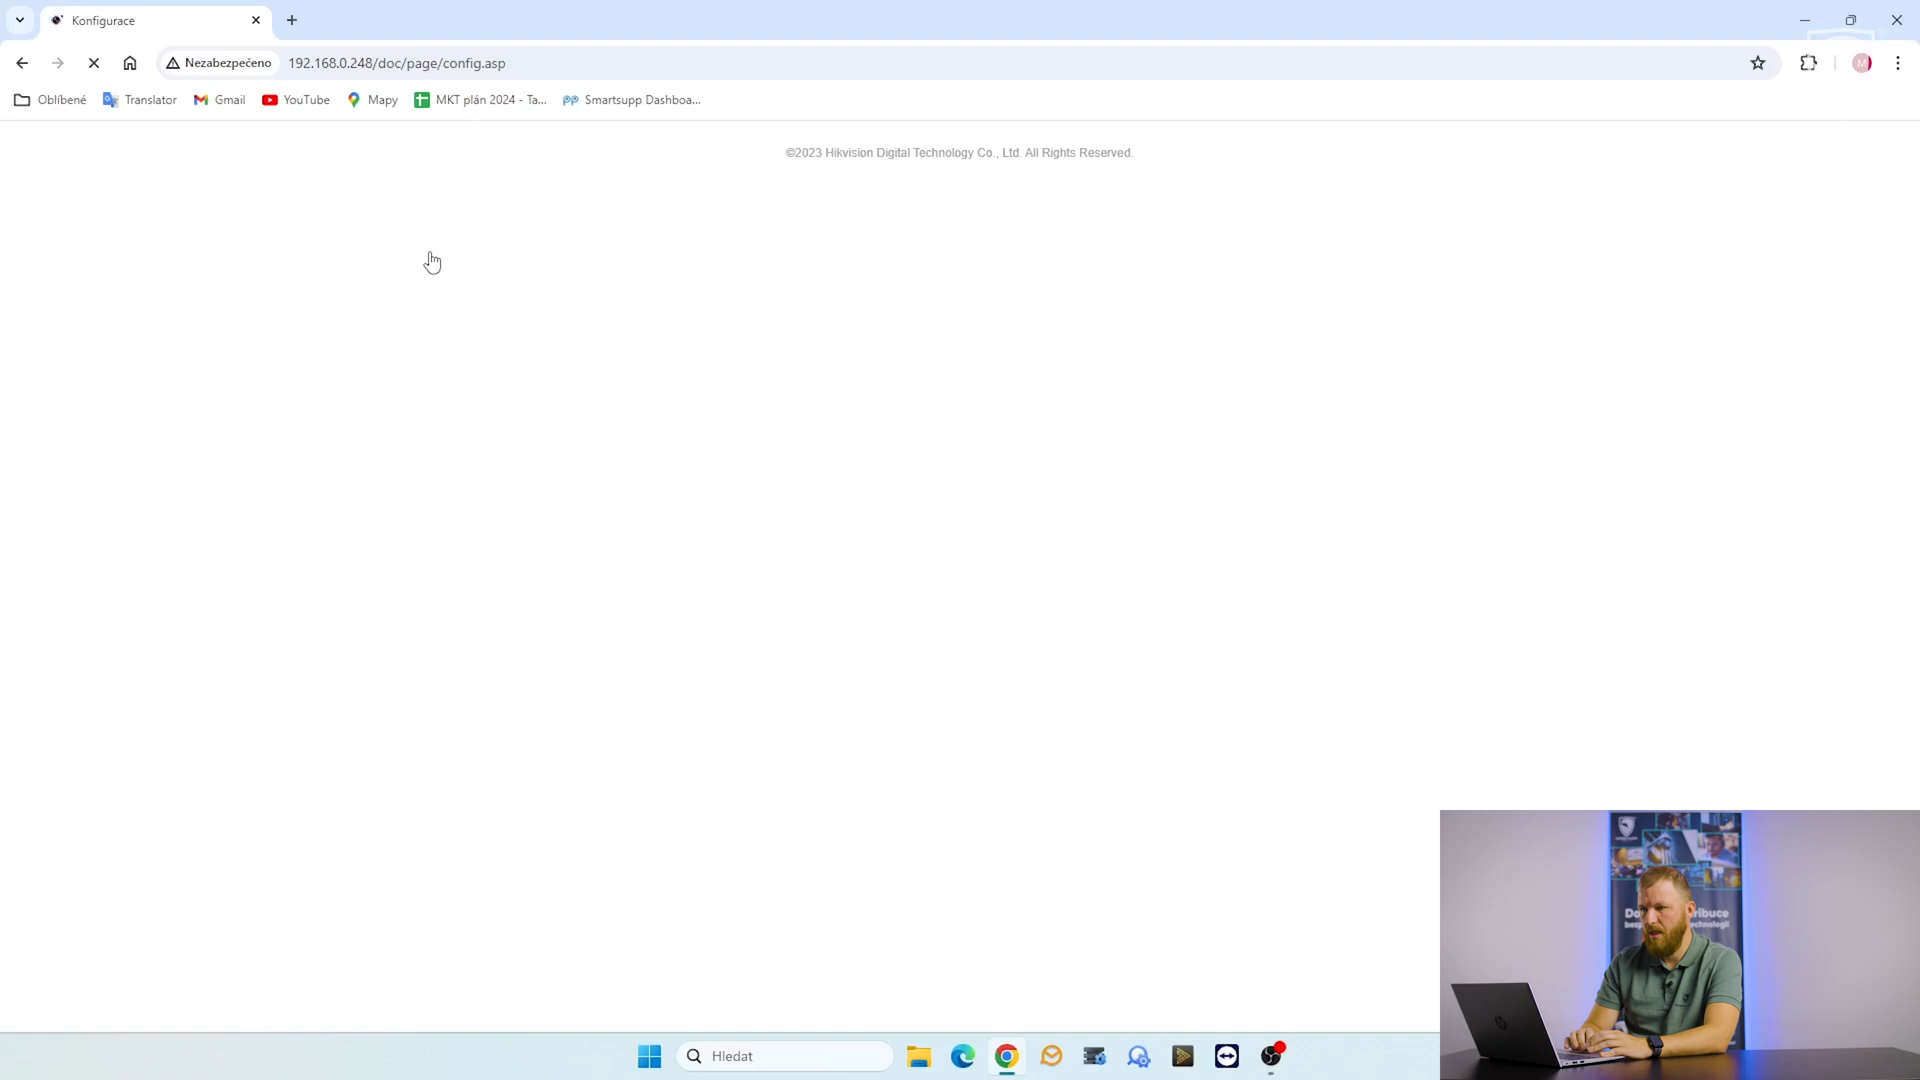 Konfigurace
Nezabezpečeno
192.168.0.248/doc/page/config.asp
M
Oblíbené
Translator
Gmail
YouTube
Mapy
MKT plán 2024 - Ta...
Smartsupp Dashboa...
©2023 Hikvision Digital Technology Co., Ltd. All Rights Reserved.
Hledat